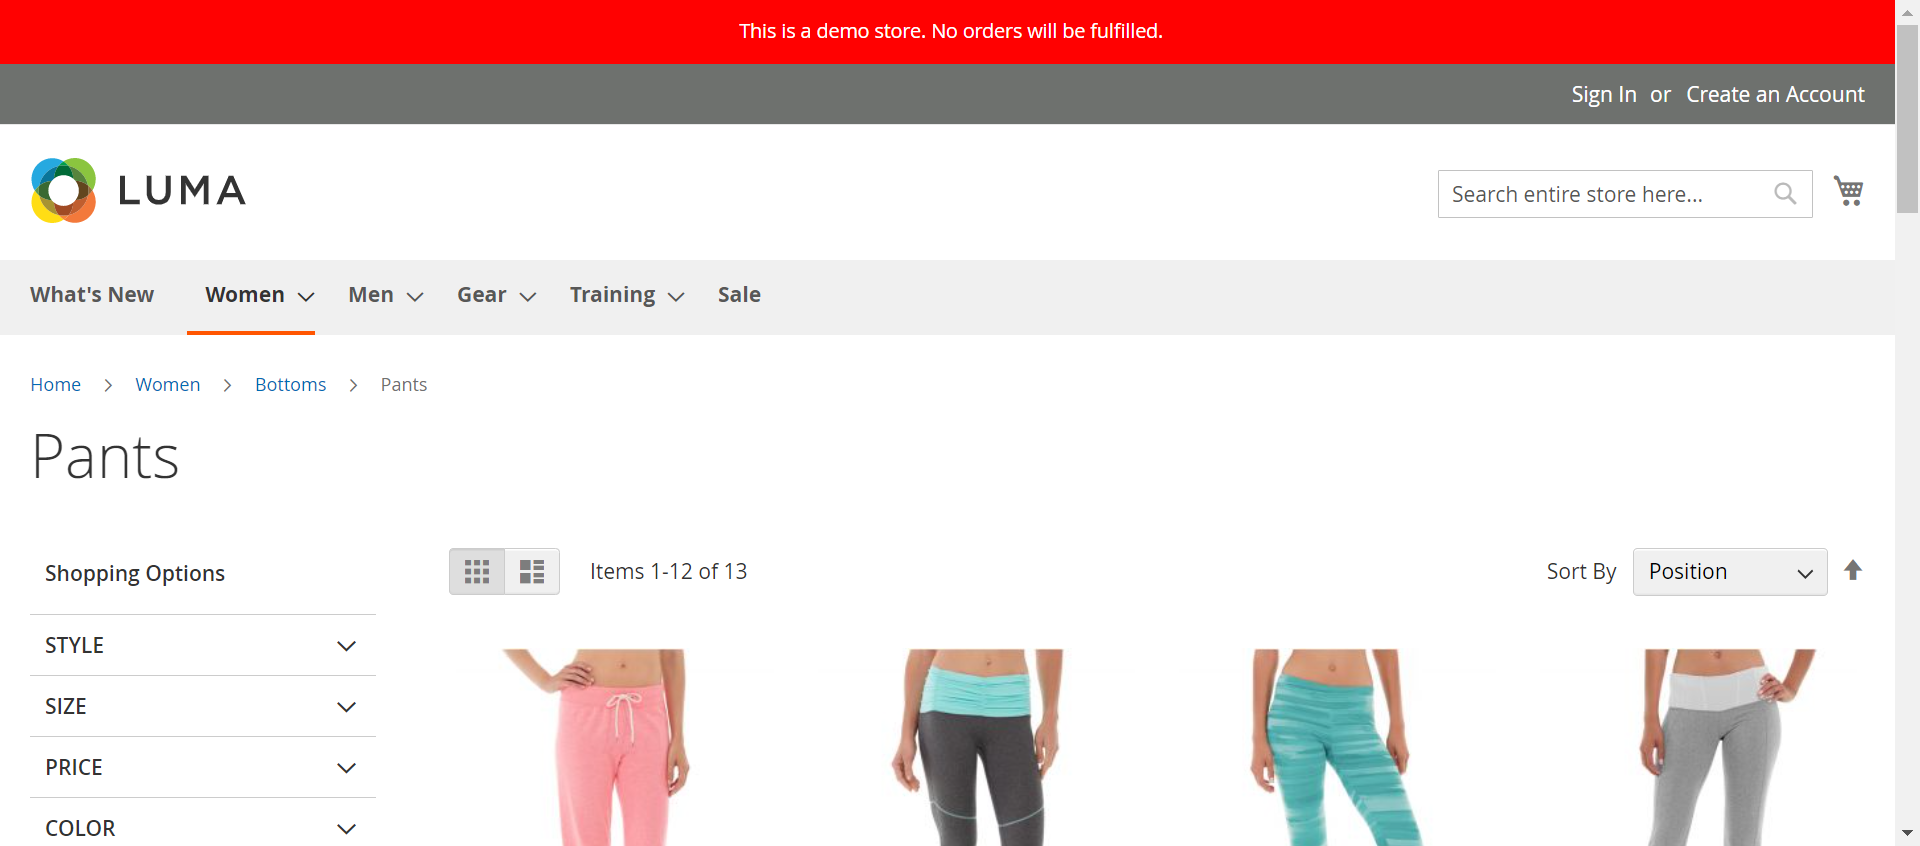 This is a demo store. No orders will be fulfilled.
Sign In or Create an Account
LUMA
Search entire store here...
What's New Women Men Gear Training Sale
Home Women Bottoms Pants
Pants
Shopping Options
Items 1-12 of 13
Sort By Position
STYLE
SIZE
PRICE
COLOR